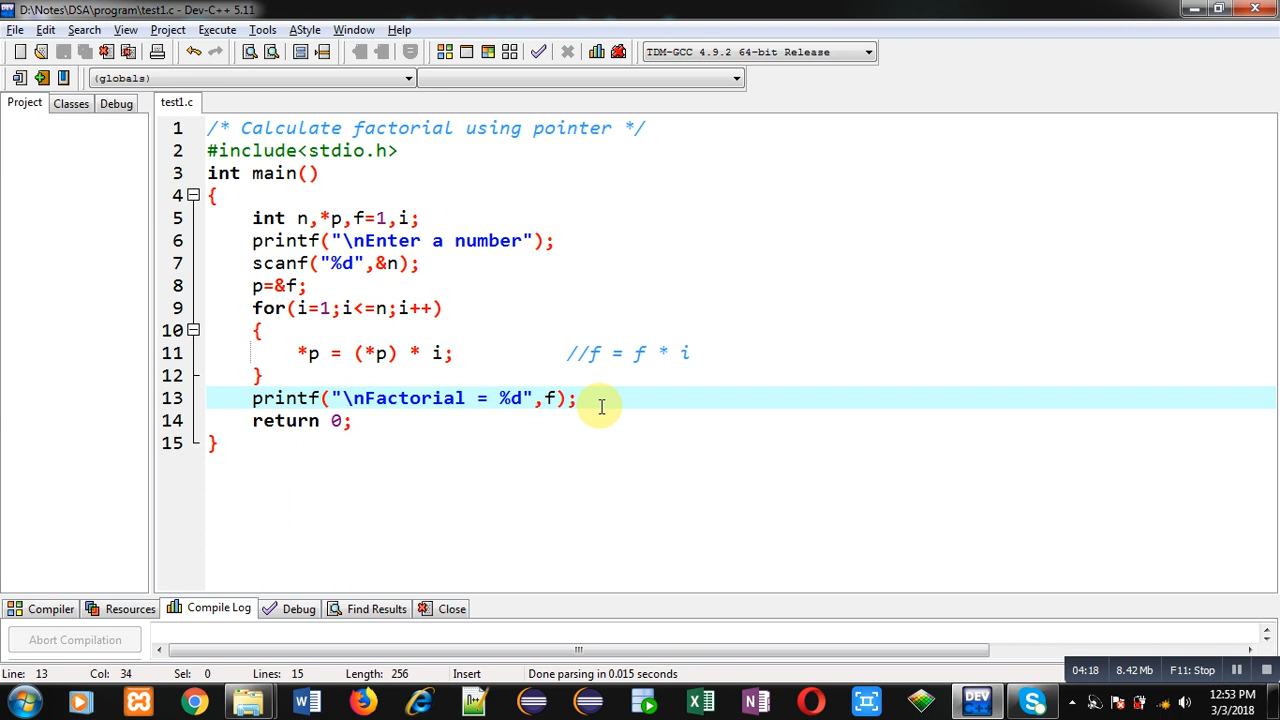 D:\Notes\DSA\program\test1.c - Dev-C++ 5.11
File Edit Search View Project Execute Tools AStyle Window Help
TDM-GCC 4.9.2 64-bit Release
(globals)
Project Classes Debug test1.c
1 /* Calculate factorial using pointer */
2 #include<stdio.h>
3 int main()
4 {
5 int n,*p,f=1,i;
6 printf("\nEnter a number");
7 scanf("%d",&n);
8 p=&f;
9 for(i=1;i<=n;i++)
10 {
11 *p = (*p) * i; //f = f * i
12 }
13 printf("\nFactorial = %d",f);
14 return 0;
15 }
Compiler Resources Compile Log Debug Find Results Close
Abort Compilation
Line: 13 Col: 34 Sel: 0 Lines: 15 Length: 256 Insert Done parsing in 0.015 seconds
04:18 8.42 Mb F11: Stop
DEV
12:53 PM
3/3/2018